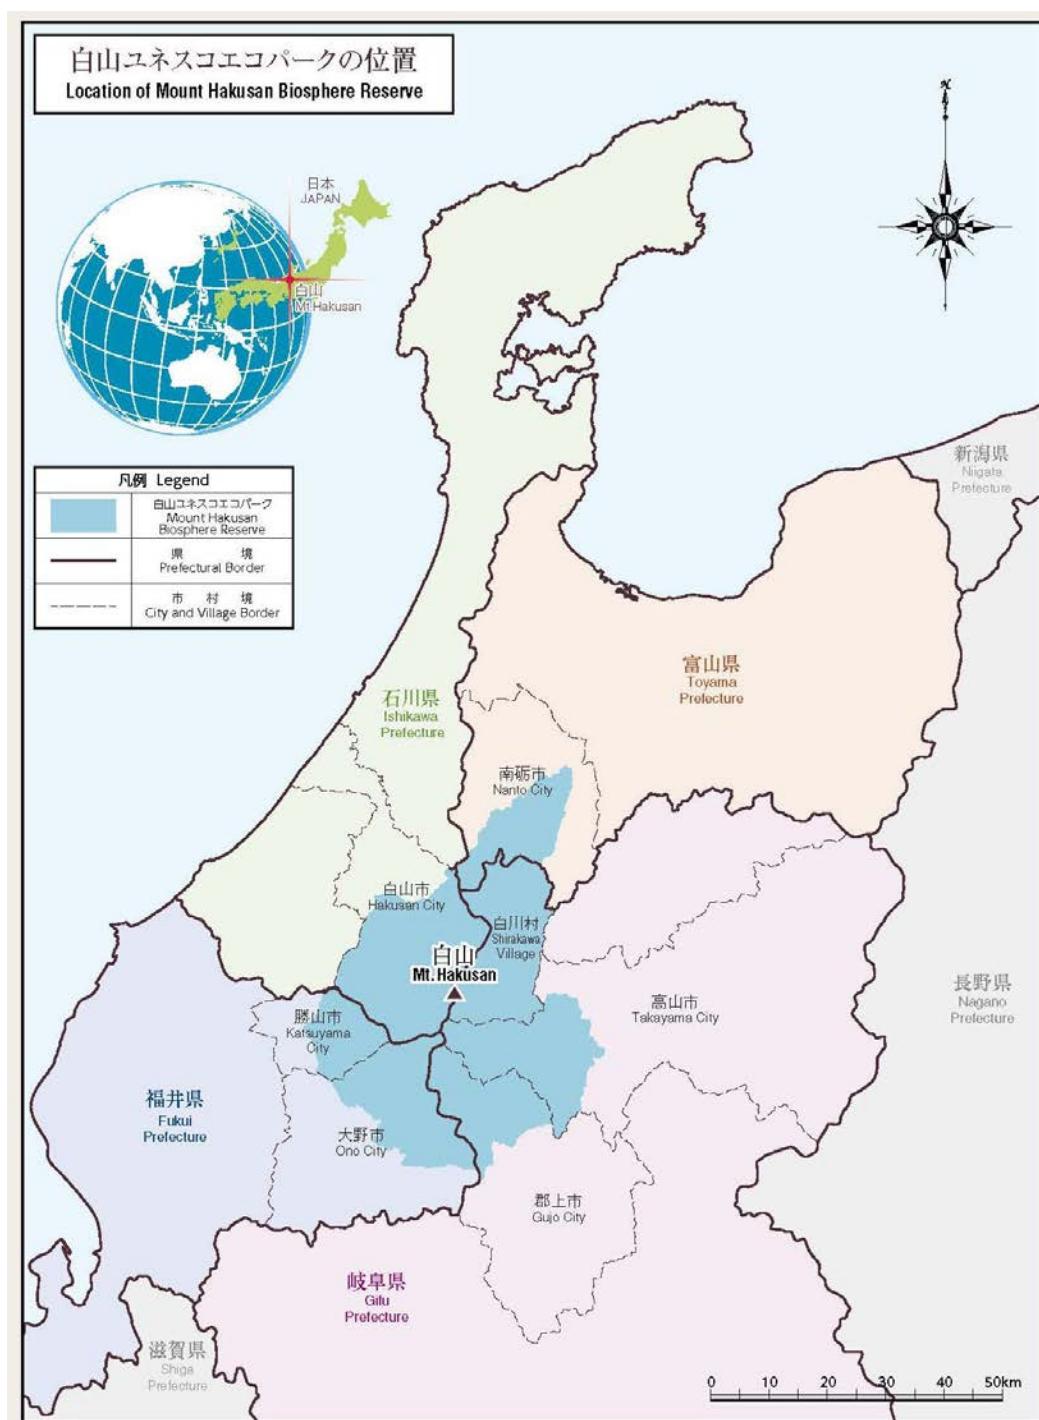 白山ユネスコエコパークの位置
Location of Mount Hakusan Biosphere Reserve
N
日本
JAPAN
白山
Mt.Hakusan
凡例 Legend
白山ユネスコエコパーク
Mount Hakusan
Biosphere Reserve
県 境
Prefectural Border
市 村 境
City and Village Border
新潟県
Niigata
Prefecture
富山県
Toyama
Prefecture
石川県
Ishikawa
Prefecture
南砺市
Nanto City
白山市
Hakusan City
白川村
Shirakawa
Village
白山
Mt. Hakusan
勝山市
Katsuyama
City
高山市
Takayama City
長野県
Nagano
Prefecture
福井県
Fukui
Prefecture
大野市
Ono City
郡上市
Gujo City
岐阜県
Gifu
Prefecture
滋賀県
Shiga
Prefecture
0 10 20 30 40 50km